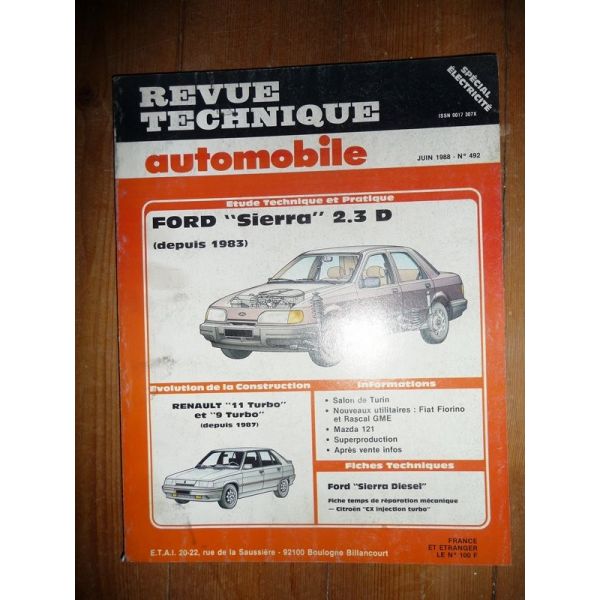 REVUE
TECHNIQUE
automobile
SPÉCIAL
ÉLECTRICITÉ
ISSN 0017 307X
JUIN 1988 - N° 492
Etude Technique et Pratique
FORD "Sierra" 2.3 D
(depuis 1983)
Evolution de la Construction
RENAULT "11 Turbo"
et "9 Turbo"
(depuis 1987)
Informations
• Salon de Turin
• Nouveaux utilitaires : Fiat Fiorino
et Rascal GME
• Mazda 121
• Superproduction
• Après vente infos
Fiches Techniques
Ford "Sierra Diesel"
Fiche temps de réparation mécanique
— Citroën "CX injection turbo"
E.T.A.I. 20-22, rue de la Saussière - 92100 Boulogne Billancourt
FRANCE
ET ETRANGER
LE N° 100 F